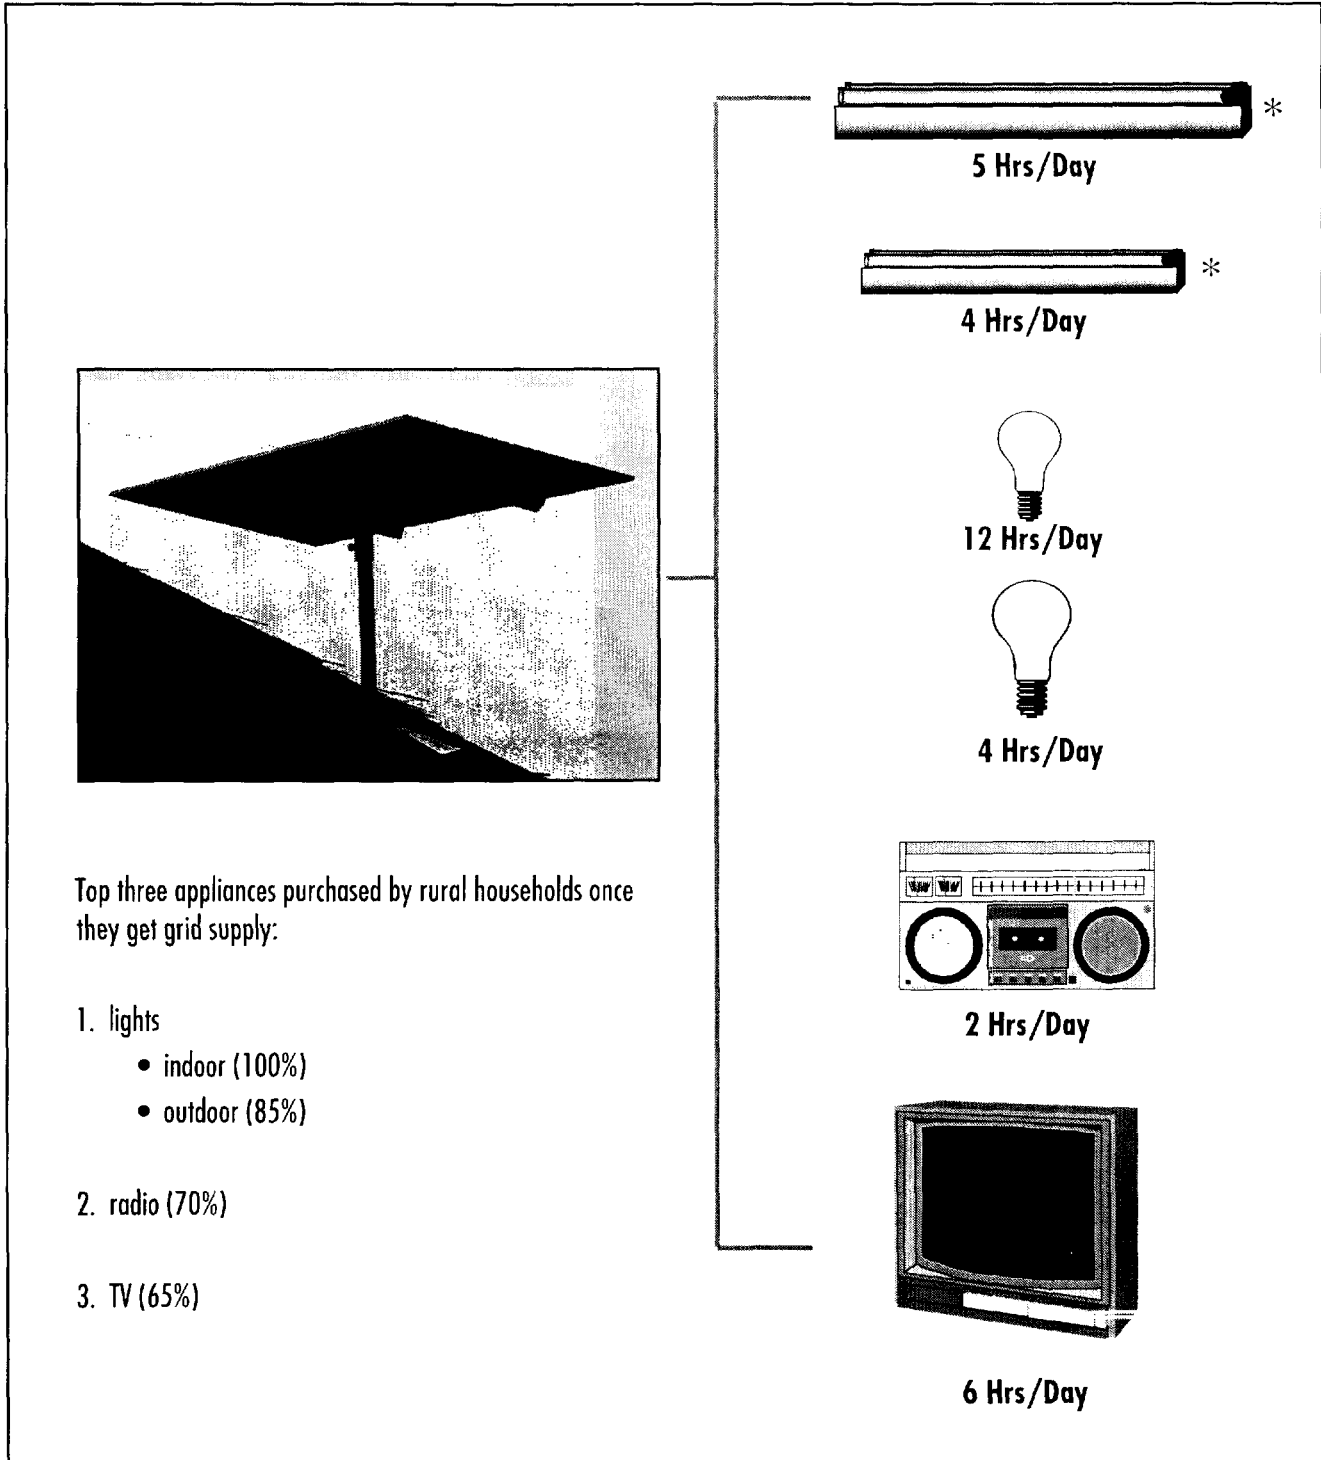 *
5 Hrs/Day
*
4 Hrs/Day
12 Hrs/Day
4 Hrs/Day
2 Hrs/Day
6 Hrs/Day
Top three appliances purchased by rural households once
they get grid supply:
1. lights
• indoor (100%)
• outdoor (85%)
2. radio (70%)
3. TV (65%)